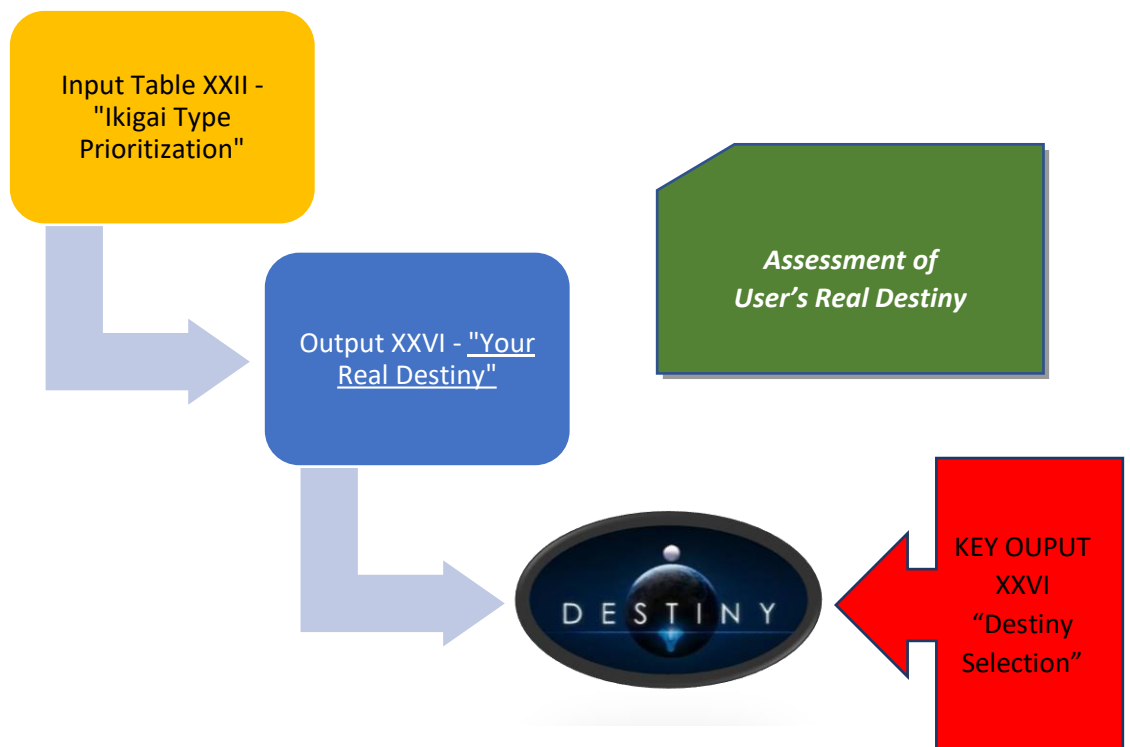 Input Table XXII -
"Ikigai Type
Prioritization"
Assessment of
User’s Real Destiny
Output XXVI - "Your
Real Destiny"
DESTINY
KEY OUPUT
XXVI
“Destiny
Selection”